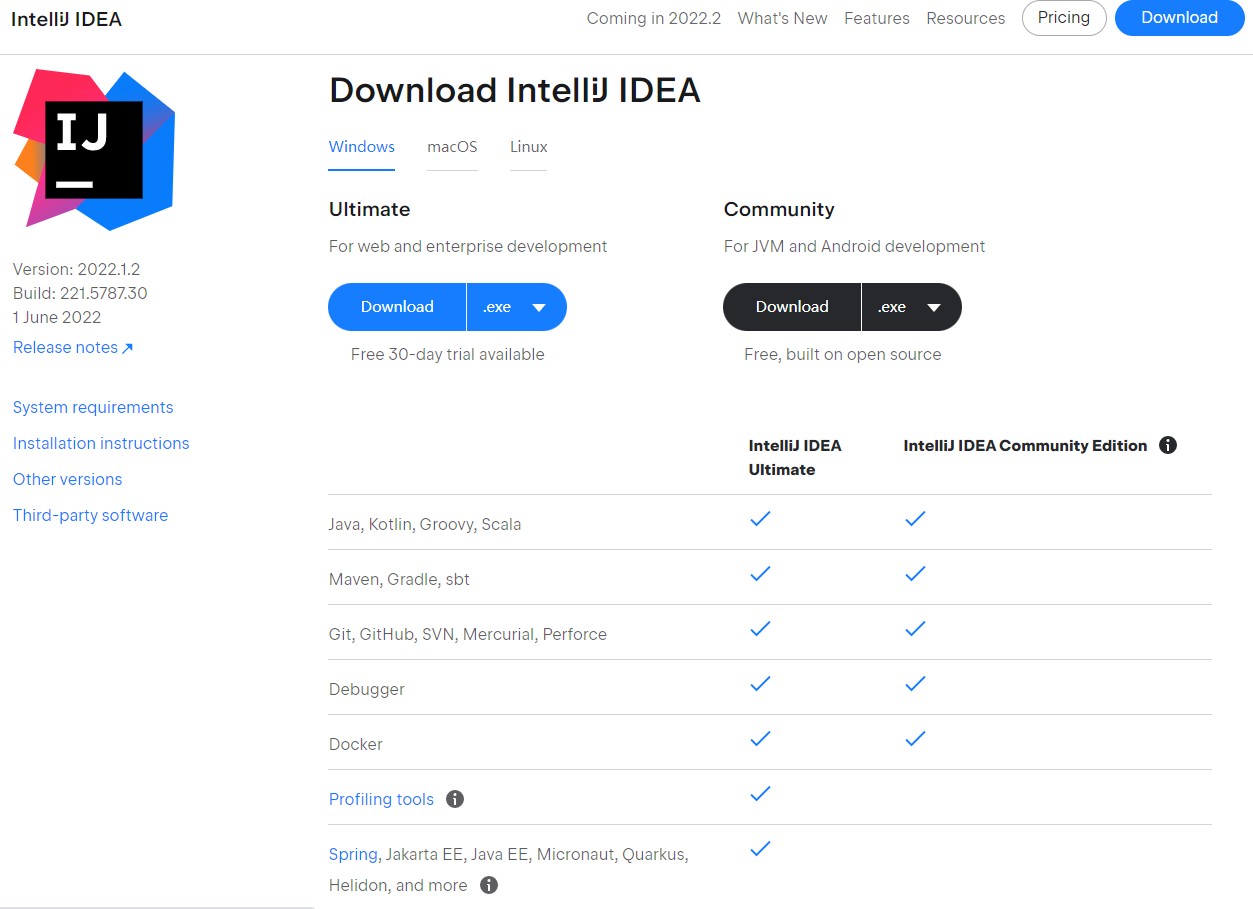 IntelliJ IDEA
Coming in 2022.2 What's New Features Resources Pricing Download
IJ
Version: 2022.1.2
Build: 221.5787.30
1 June 2022
Release notes ↗
System requirements
Installation instructions
Other versions
Third-party software
Download IntelliJ IDEA
Windows macOS Linux
Ultimate
For web and enterprise development
Download .exe
Free 30-day trial available
Community
For JVM and Android development
Download .exe
Free, built on open source
IntelliJ IDEA
Ultimate
IntelliJ IDEA Community Edition
Java, Kotlin, Groovy, Scala
Maven, Gradle, sbt
Git, GitHub, SVN, Mercurial, Perforce
Debugger
Docker
Profiling tools
Spring, Jakarta EE, Java EE, Micronaut, Quarkus,
Helidon, and more